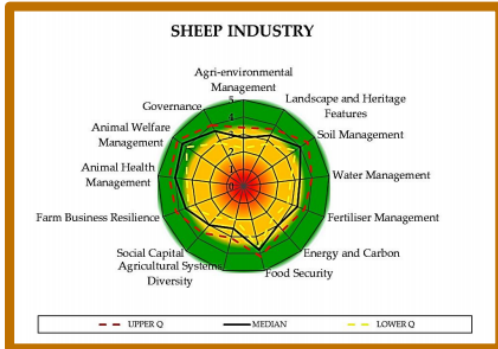 SHEEP INDUSTRY
Agri-environmental
Management
Landscape and Heritage
Features
Soil Management
Water Management
Fertiliser Management
Energy and Carbon
Food Security
Agricultural Systems
Diversity
Social Capital
Farm Business Resilience
Animal Health
Management
Animal Welfare
Management
Governance
5
4
3
2
1
0
UPPER Q
MEDIAN
LOWER Q